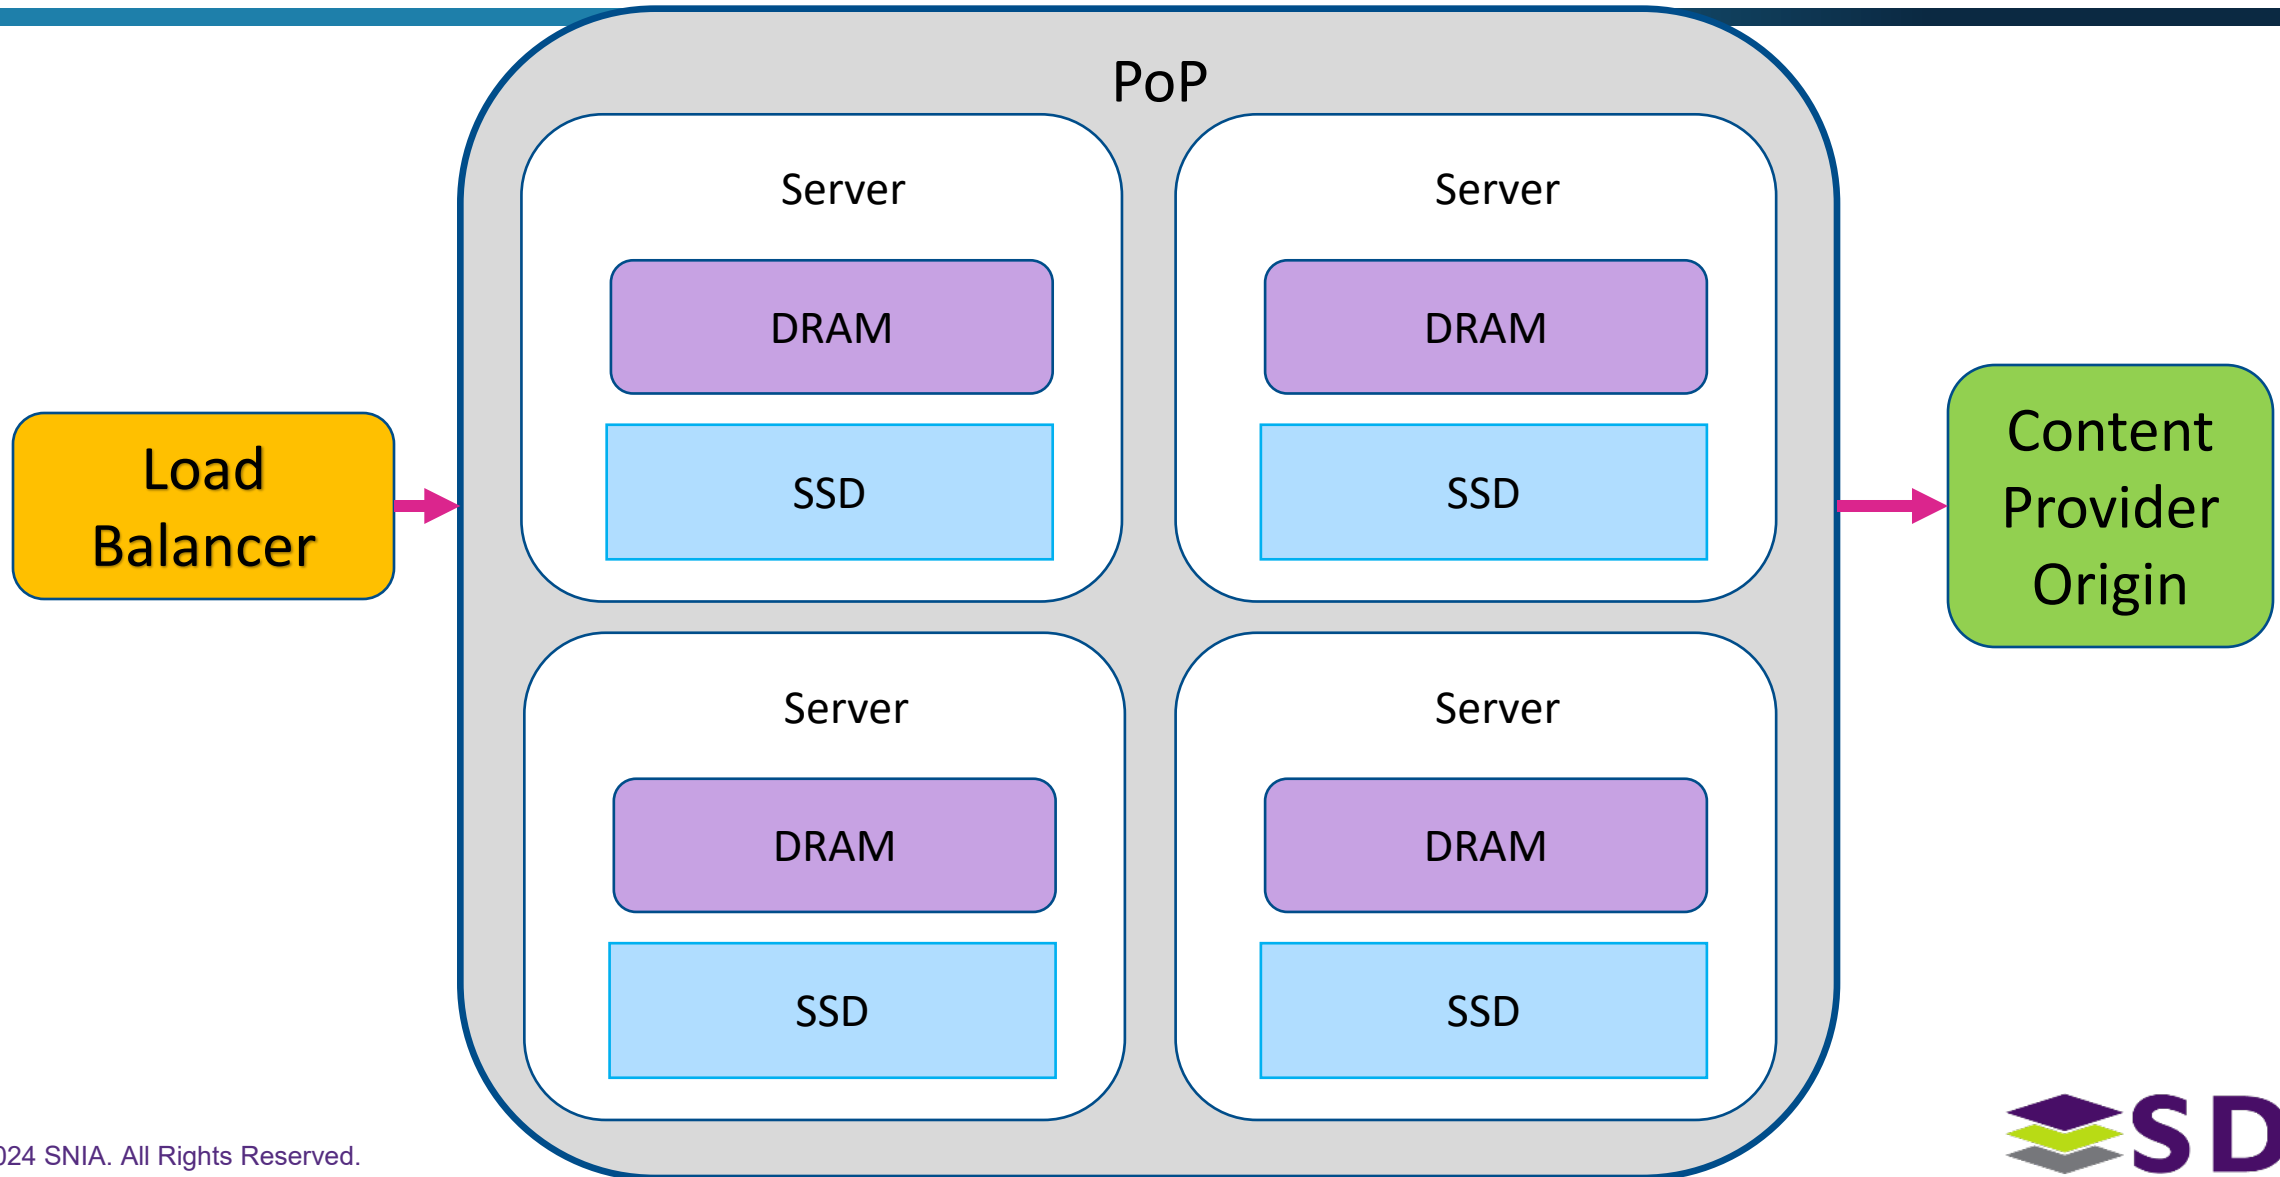 PoP
Server
DRAM
SSD
Server
DRAM
SSD
Load
Balancer
Content
Provider
Origin
Server
DRAM
SSD
Server
DRAM
SSD
024 SNIA. All Rights Reserved.
SD